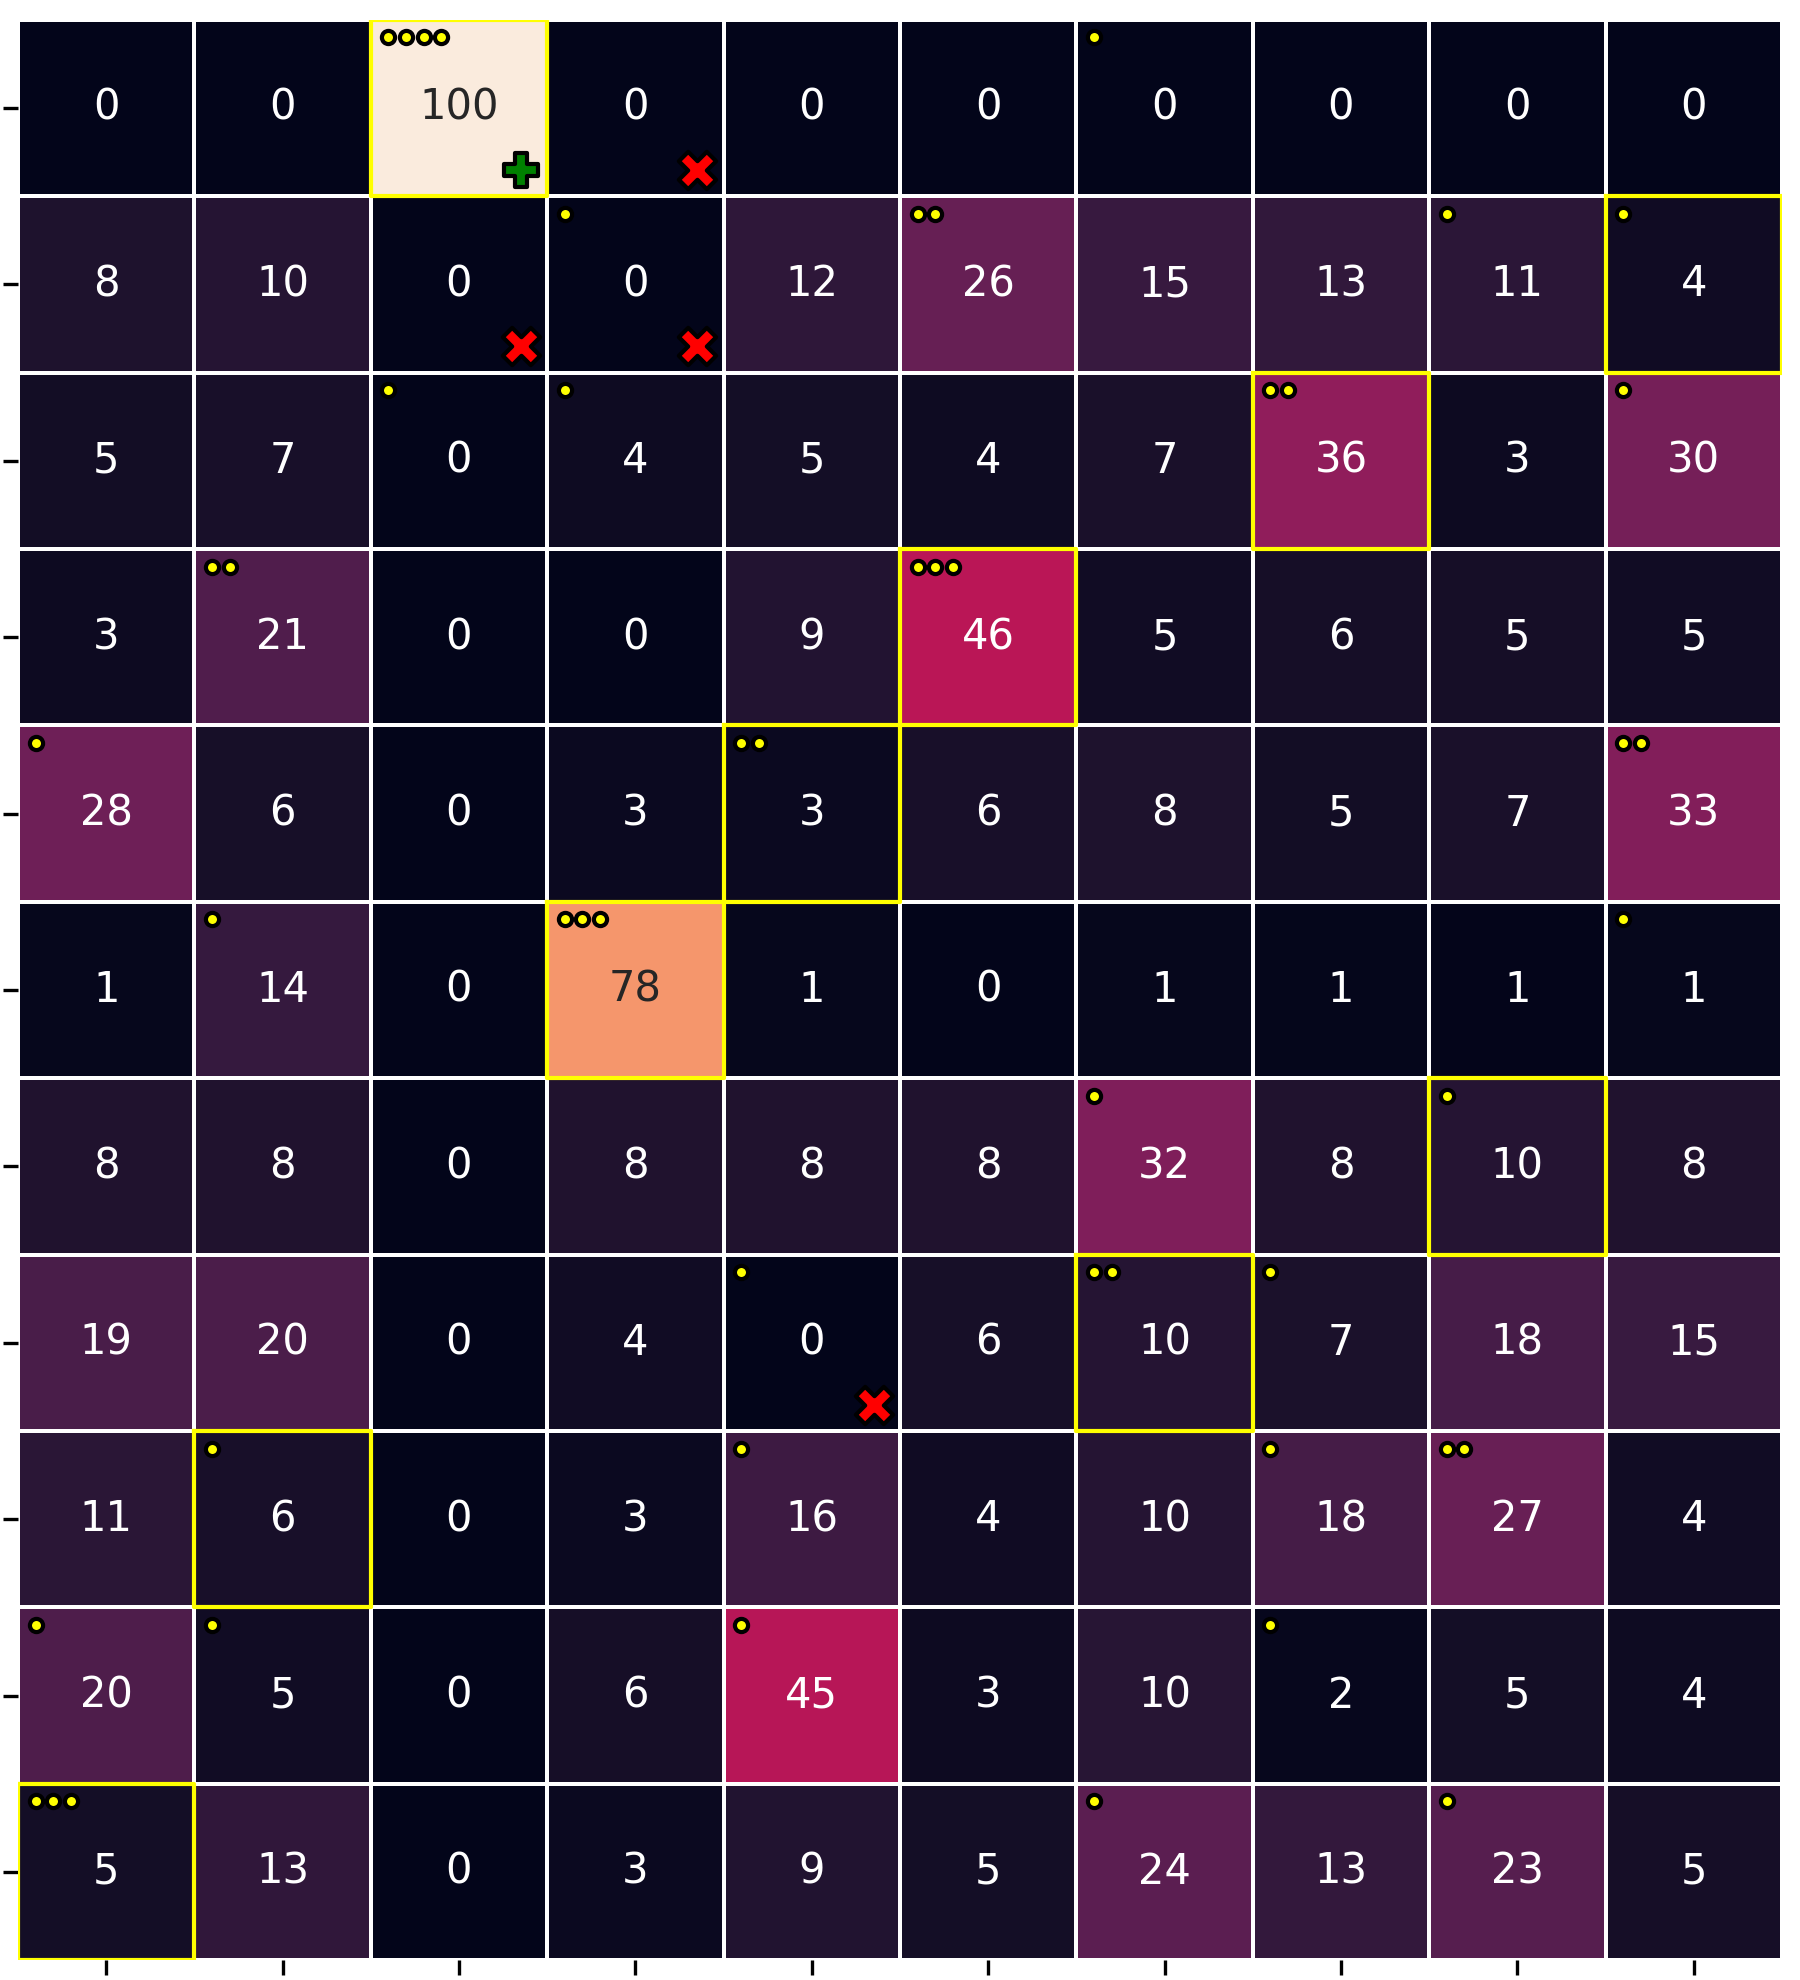 0 0 100 0 0 0 0 0 0 0
8 10 0 0 12 26 15 13 11 4
5 7 0 4 5 4 7 36 3 30
3 21 0 0 9 46 5 6 5 5
28 6 0 3 3 6 8 5 7 33
1 14 0 78 1 0 1 1 1 1
8 8 0 8 8 8 32 8 10 8
19 20 0 4 0 6 10 7 18 15
11 6 0 3 16 4 10 18 27 4
20 5 0 6 45 3 10 2 5 4
5 13 0 3 9 5 24 13 23 5